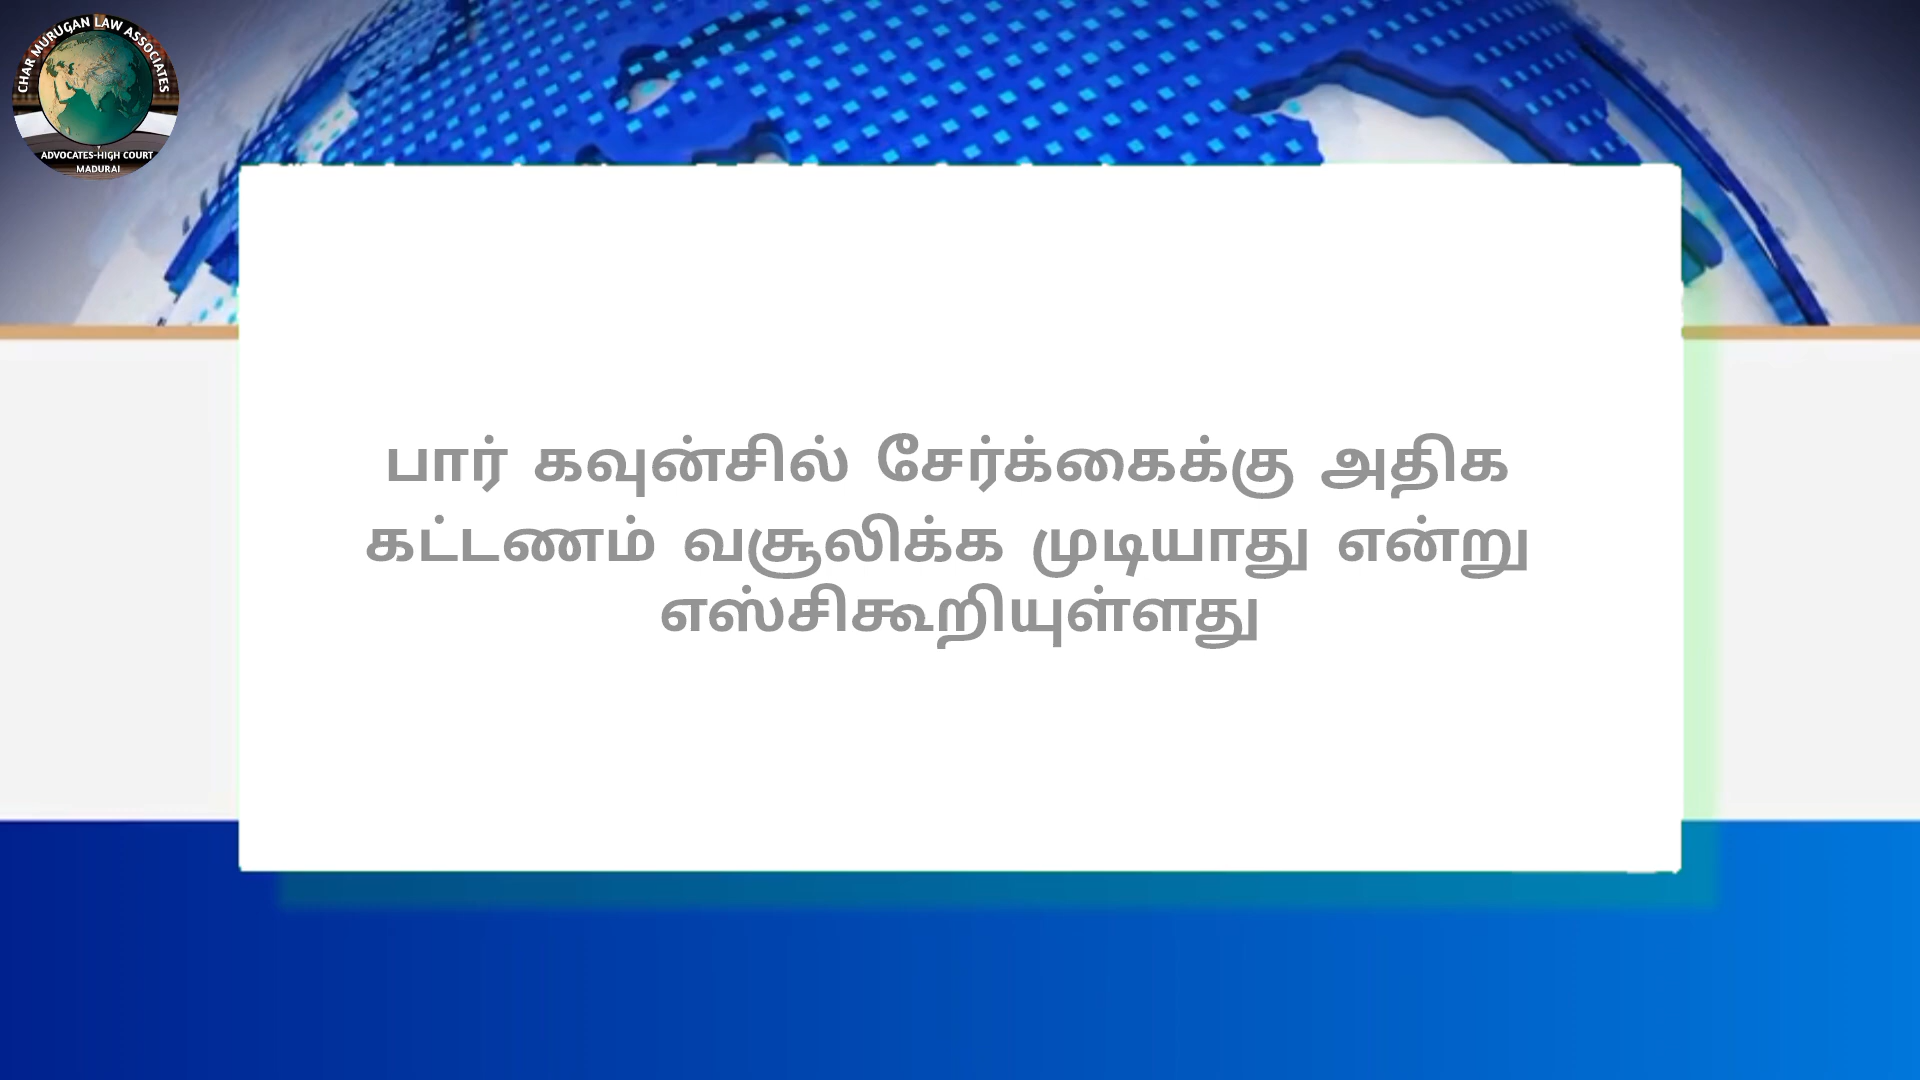 CHAR MURUGAN LAW ASSOCIATES
ADVOCATES-HIGH COURT
MADURAI
பார் கவுன்சில் சேர்க்கைக்கு அதிக
கட்டணம் வசூலிக்க முடியாது என்று
எஸ்சிகூறியுள்ளது